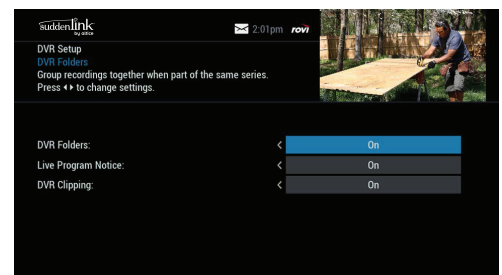 suddenlink
by altice
2:01pm rovi
DVR Setup
DVR Folders
Group recordings together when part of the same series.
Press ◂ ▸ to change settings.
DVR Folders: < On
Live Program Notice: < On
DVR Clipping: < On